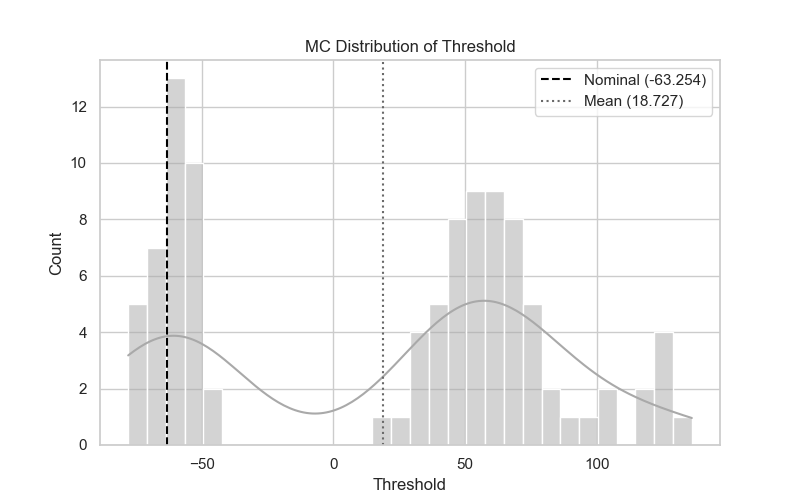 MC Distribution of Threshold
Nominal (-63.254)
Mean (18.727)
12
10
8
6
4
2
0
Count
−50
0
50
100
Threshold